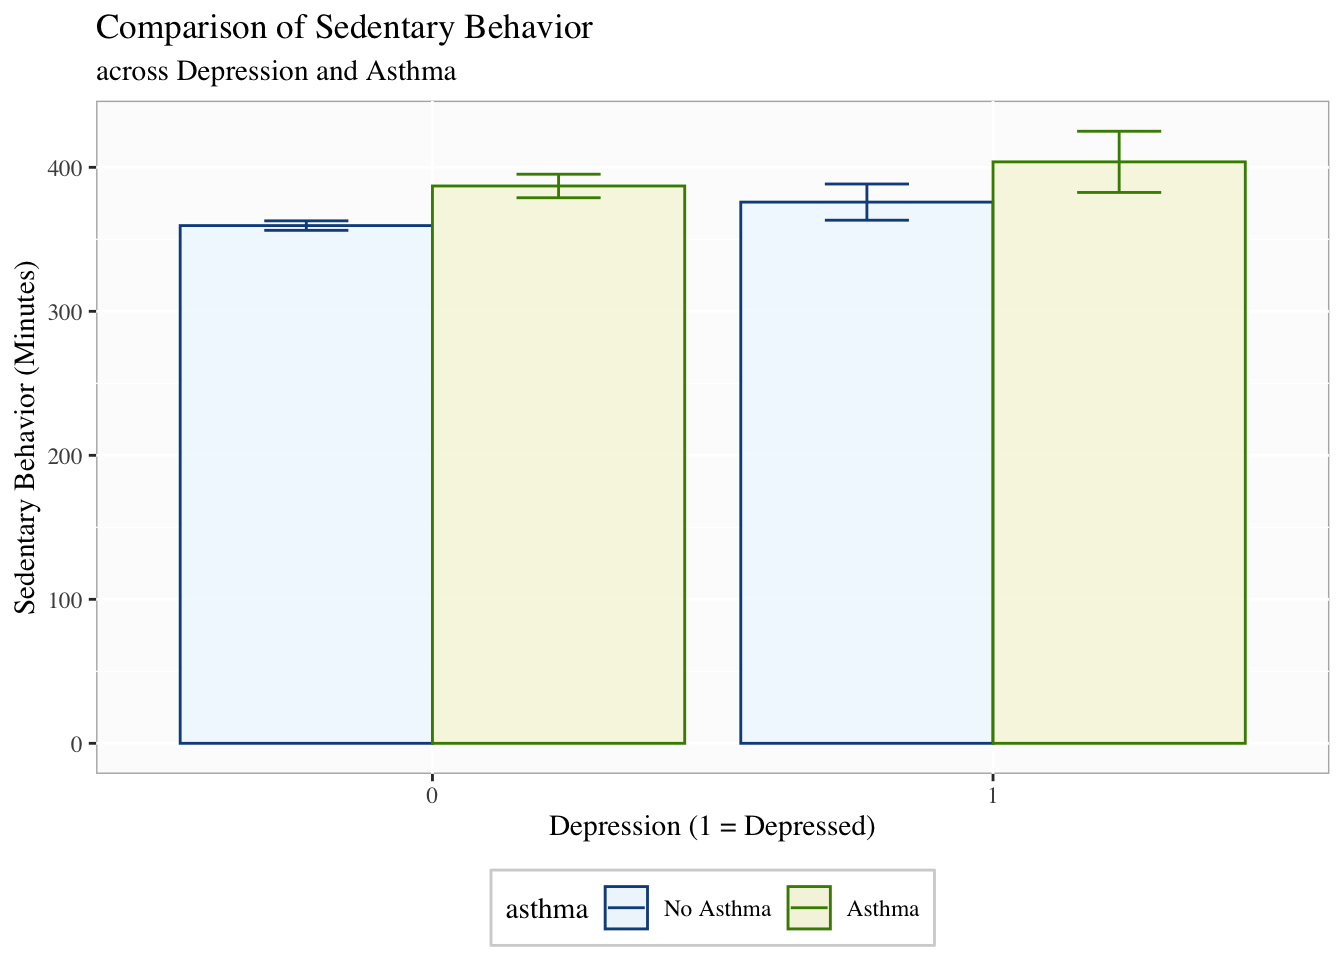 Comparison of Sedentary Behavior
across Depression and Asthma
Sedentary Behavior (Minutes)
400
300
200
100
0
0 1
Depression (1 = Depressed)
asthma No Asthma Asthma